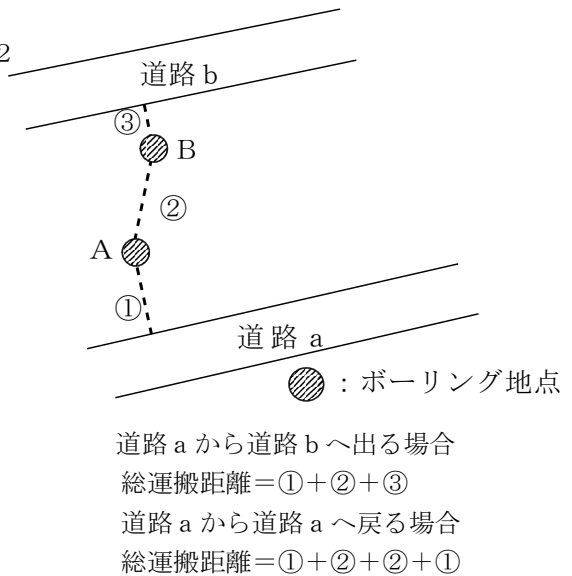 2
道路 b
③
B
②
A
①
道路 a
：ボーリング地点
道路 a から道路 b へ出る場合
総運搬距離＝①＋②＋③
道路 a から道路 a へ戻る場合
総運搬距離＝①＋②＋②＋①